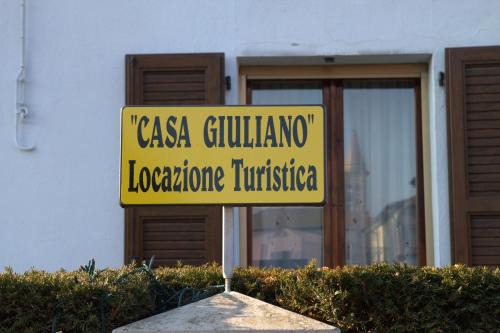 "CASA GIULIANO"
Locazione Turistica